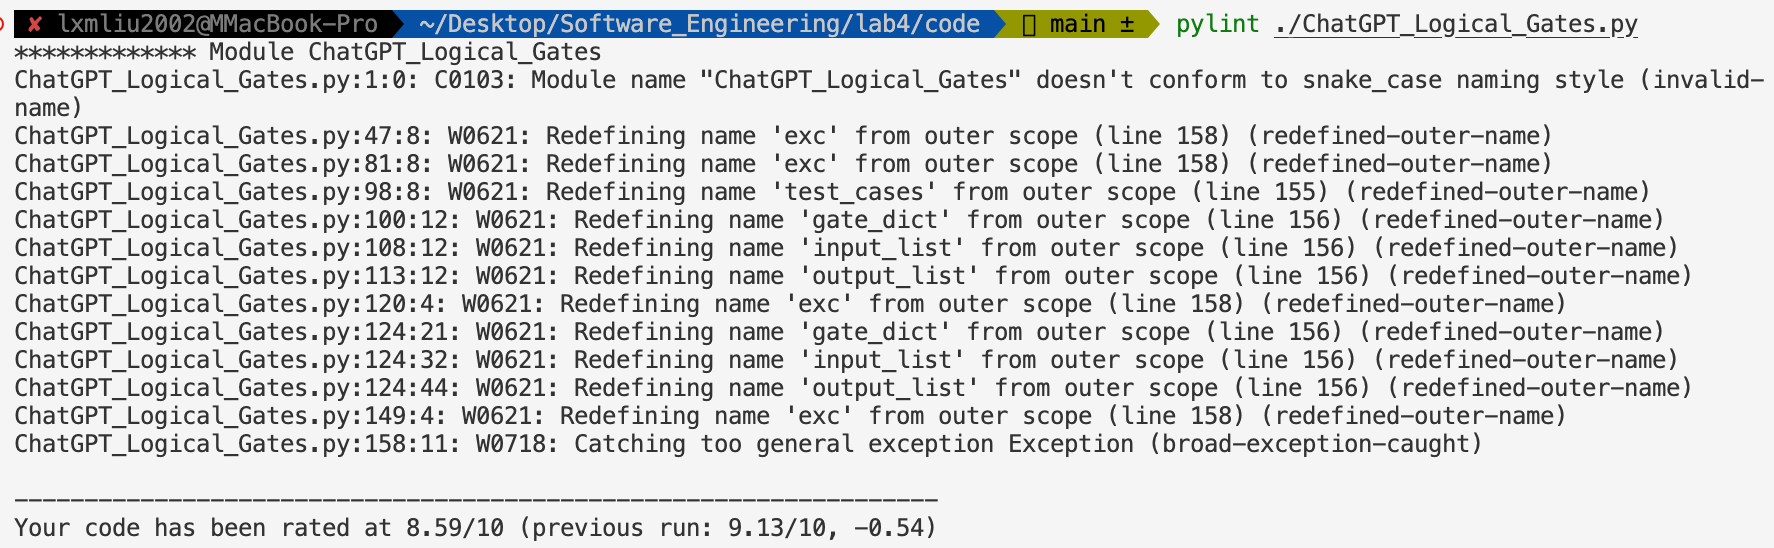 ✘ lxmliu2002@MMacBook-Pro ~/Desktop/Software_Engineering/lab4/code main ± pylint ./ChatGPT_Logical_Gates.py
************* Module ChatGPT_Logical_Gates
ChatGPT_Logical_Gates.py:1:0: C0103: Module name "ChatGPT_Logical_Gates" doesn't conform to snake_case naming style (invalid-
name)
ChatGPT_Logical_Gates.py:47:8: W0621: Redefining name 'exc' from outer scope (line 158) (redefined-outer-name)
ChatGPT_Logical_Gates.py:81:8: W0621: Redefining name 'exc' from outer scope (line 158) (redefined-outer-name)
ChatGPT_Logical_Gates.py:98:8: W0621: Redefining name 'test_cases' from outer scope (line 155) (redefined-outer-name)
ChatGPT_Logical_Gates.py:100:12: W0621: Redefining name 'gate_dict' from outer scope (line 156) (redefined-outer-name)
ChatGPT_Logical_Gates.py:108:12: W0621: Redefining name 'input_list' from outer scope (line 156) (redefined-outer-name)
ChatGPT_Logical_Gates.py:113:12: W0621: Redefining name 'output_list' from outer scope (line 156) (redefined-outer-name)
ChatGPT_Logical_Gates.py:120:4: W0621: Redefining name 'exc' from outer scope (line 158) (redefined-outer-name)
ChatGPT_Logical_Gates.py:124:21: W0621: Redefining name 'gate_dict' from outer scope (line 156) (redefined-outer-name)
ChatGPT_Logical_Gates.py:124:32: W0621: Redefining name 'input_list' from outer scope (line 156) (redefined-outer-name)
ChatGPT_Logical_Gates.py:124:44: W0621: Redefining name 'output_list' from outer scope (line 156) (redefined-outer-name)
ChatGPT_Logical_Gates.py:149:4: W0621: Redefining name 'exc' from outer scope (line 158) (redefined-outer-name)
ChatGPT_Logical_Gates.py:158:11: W0718: Catching too general exception Exception (broad-exception-caught)
------------------------------------------------------------------
Your code has been rated at 8.59/10 (previous run: 9.13/10, -0.54)